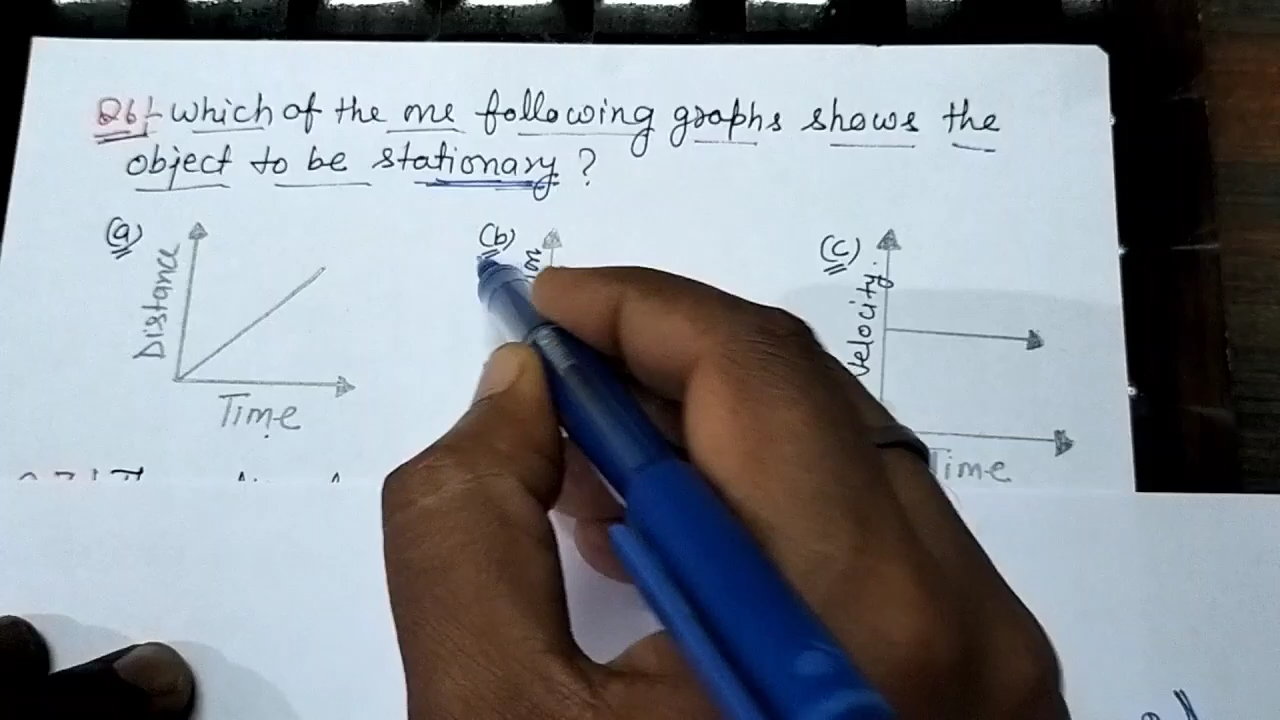 Q6!- Which of the one following graphs shows the
object to be stationary?
(a)
Distance
Time
(b)
(c)
Velocity.
Time